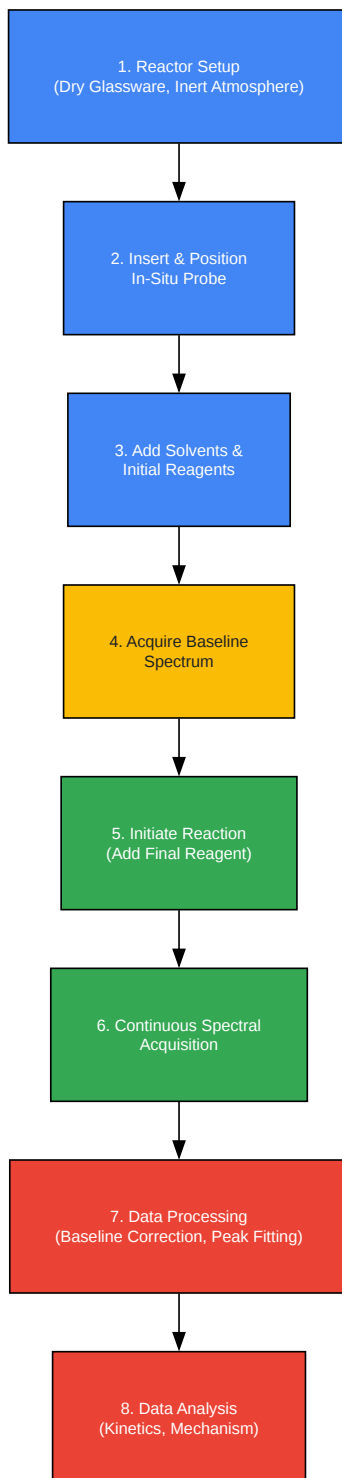 1. Reactor Setup
(Dry Glassware, Inert Atmosphere)
2. Insert & Position
In-Situ Probe
3. Add Solvents &
Initial Reagents
4. Acquire Baseline
Spectrum
5. Initiate Reaction
(Add Final Reagent)
6. Continuous Spectral
Acquisition
7. Data Processing
(Baseline Correction, Peak Fitting)
8. Data Analysis
(Kinetics, Mechanism)